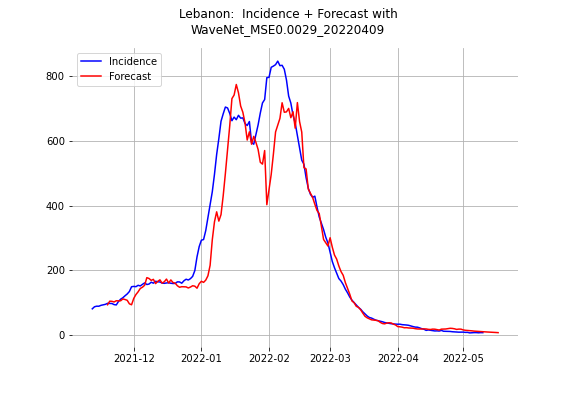 Lebanon:  Incidence + Forecast with
WaveNet_MSE0.0029_20220409
Incidence
Forecast
800
600
400
200
0
2021-12 2022-01 2022-02 2022-03 2022-04 2022-05